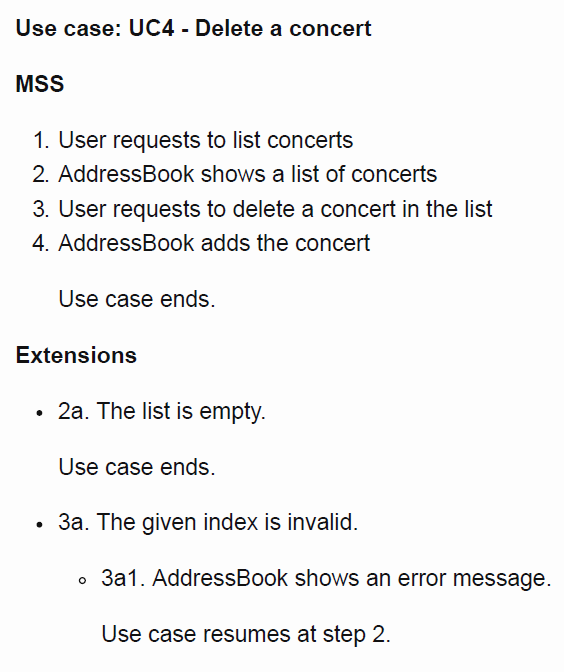 Use case: UC4 - Delete a concert
MSS
1. User requests to list concerts
2. AddressBook shows a list of concerts
3. User requests to delete a concert in the list
4. AddressBook adds the concert
Use case ends.
Extensions
• 2a. The list is empty.
Use case ends.
• 3a. The given index is invalid.
◦ 3a1. AddressBook shows an error message.
Use case resumes at step 2.